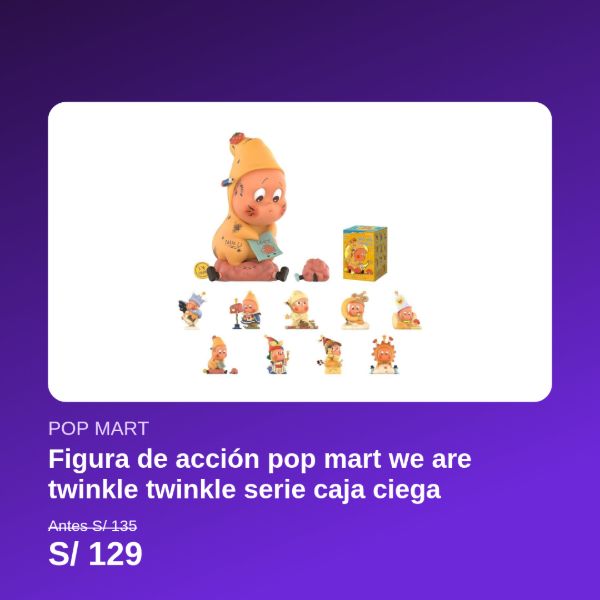 POP MART
Figura de acción pop mart we are
twinkle twinkle serie caja ciega
Antes S/ 135
S/ 129